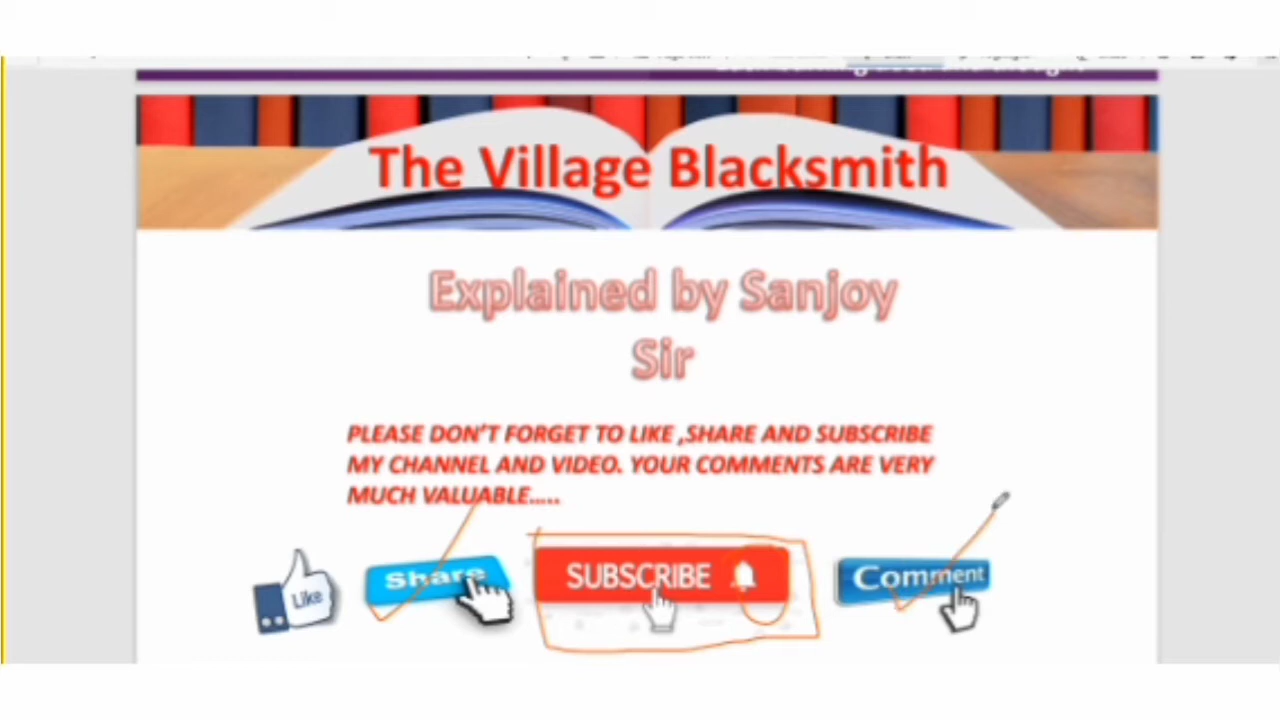 The Village Blacksmith
Explained by Sanjoy
Sir
PLEASE DON'T FORGET TO LIKE ,SHARE AND SUBSCRIBE
MY CHANNEL AND VIDEO. YOUR COMMENTS ARE VERY
MUCH VALUABLE.....
Like
Share
SUBSCRIBE
Comment